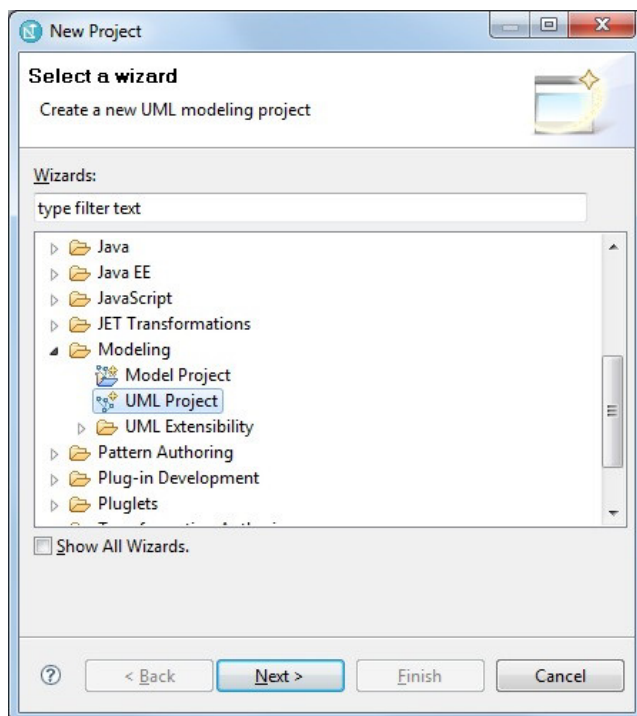 New Project
Select a wizard
Create a new UML modeling project
Wizards:
type filter text
Java
Java EE
JavaScript
JET Transformations
Modeling
Model Project
UML Project
UML Extensibility
Pattern Authoring
Plug-in Development
Pluglets
Show All Wizards.
< Back Next > Finish Cancel